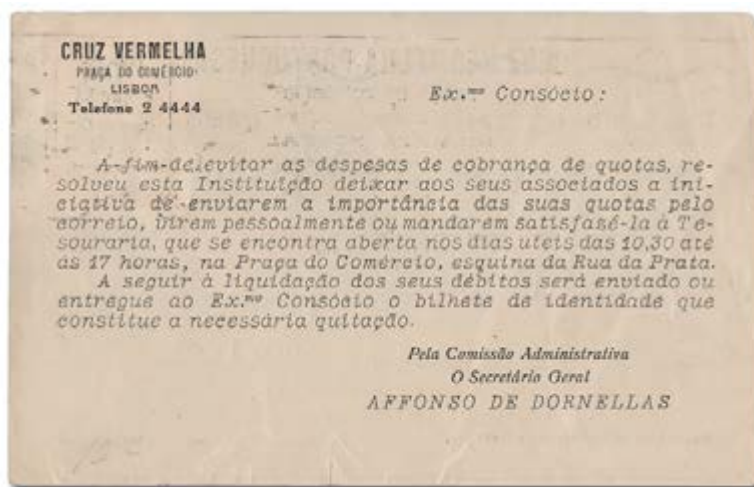 CRUZ VERMELHA
PRAÇA DO COMÉRCIO
LISBOA
Telefone 2 4444
Ex.mo Consócio:
A-fim-de evitar as despesas de cobrança de quotas, re-
solveu esta Instituição deixar aos seus associados a ini-
ciativa de enviarem a importância das suas quotas pelo
correio, virem pessoalmente ou mandarem satisfazê-la à Te-
souraria, que se encontra aberta nos dias uteis das 10,30 até
ás 17 horas, na Praça do Comércio, esquina da Rua da Prata.
A seguir à liquidação dos seus débitos será enviado ou
entregue ao Ex.mo Consócio o bilhete de identidade que
constitue a necessária quitação.
Pela Comissão Administrativa
O Secretário Geral
AFFONSO DE DORNELLAS